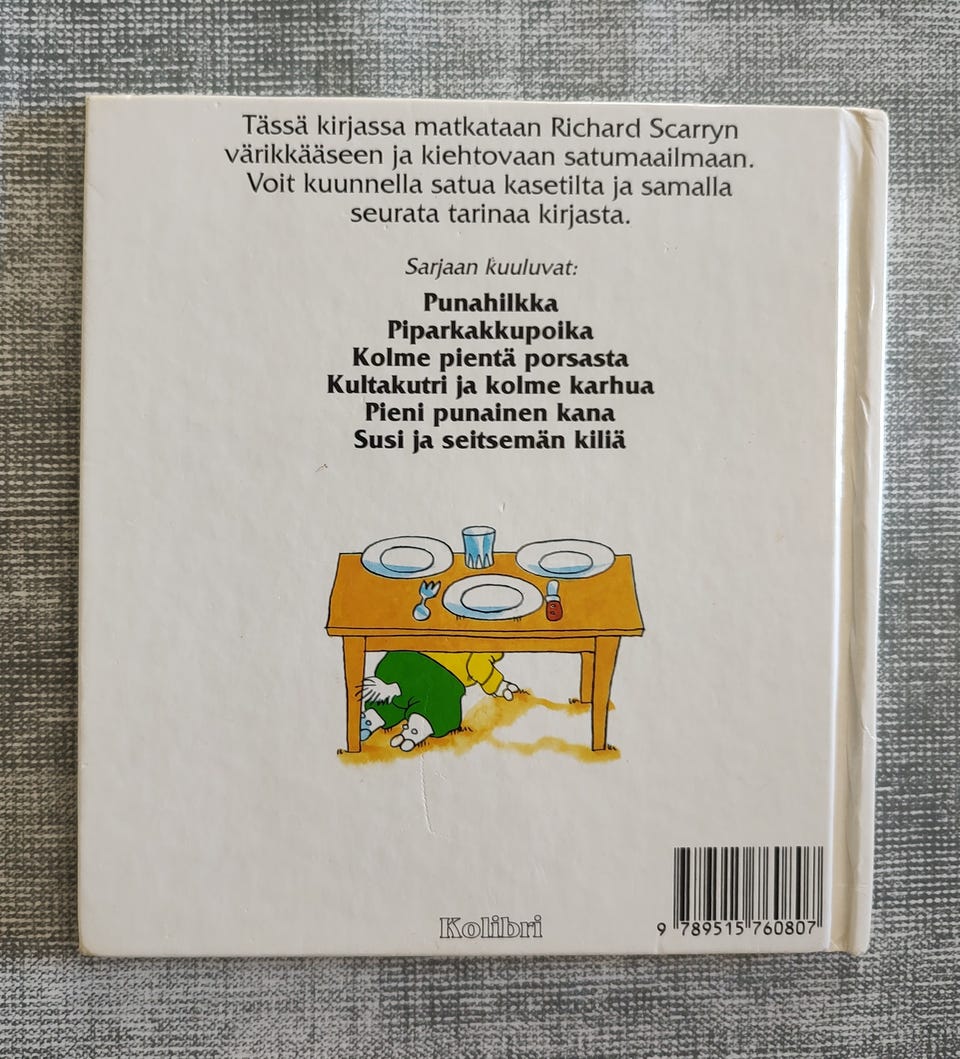 Tässä kirjassa matkataan Richard Scarryn
värikkääseen ja kiehtovaan satumaailmaan.
Voit kuunnella satua kasetilta ja samalla
seurata tarinaa kirjasta.
Sarjaan kuuluvat:
Punahilkka
Piparkakkupoika
Kolme pientä porsasta
Kultakutri ja kolme karhua
Pieni punainen kana
Susi ja seitsemän kiliä
Kolibri
9 789515 760807